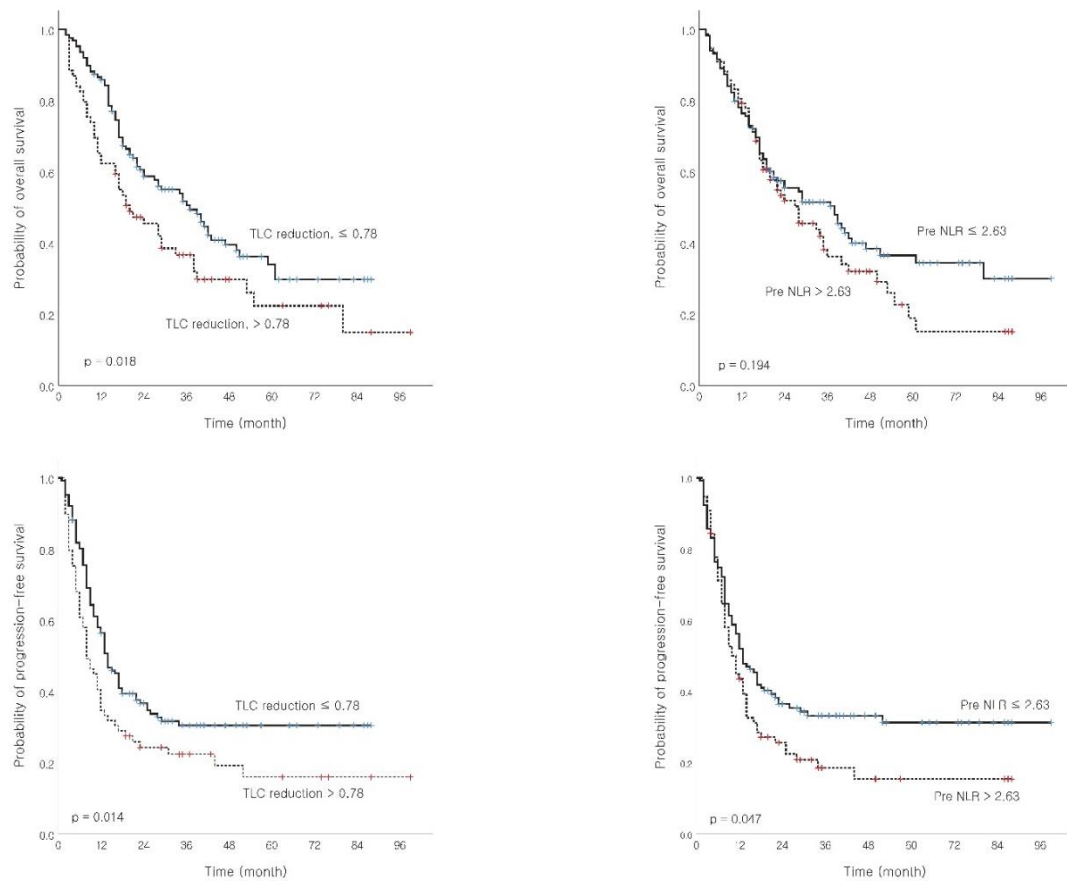 Probability of overall survival
1.0
0.8
0.6
0.4
0.2
0.0
TLC reduction, ≤ 0.78
TLC reduction, > 0.78
p = 0.018
0 12 24 36 48 60 72 84 96
Time (month)
Probability of overall survival
1.0
0.8
0.6
0.4
0.2
0.0
Pre NLR ≤ 2.63
Pre NLR > 2.63
p = 0.194
0 12 24 36 48 60 72 84 96
Time (month)
Probability of progression-free survival
1.0
0.8
0.6
0.4
0.2
0.0
TLC reduction ≤ 0.78
TLC reduction > 0.78
p = 0.014
0 12 24 36 48 60 72 84 96
Time (month)
Probability of progression-free survival
1.0
0.8
0.6
0.4
0.2
0.0
Pre NLR ≤ 2.63
Pre NLR > 2.63
p = 0.047
0 12 24 36 48 60 72 84 96
Time (month)